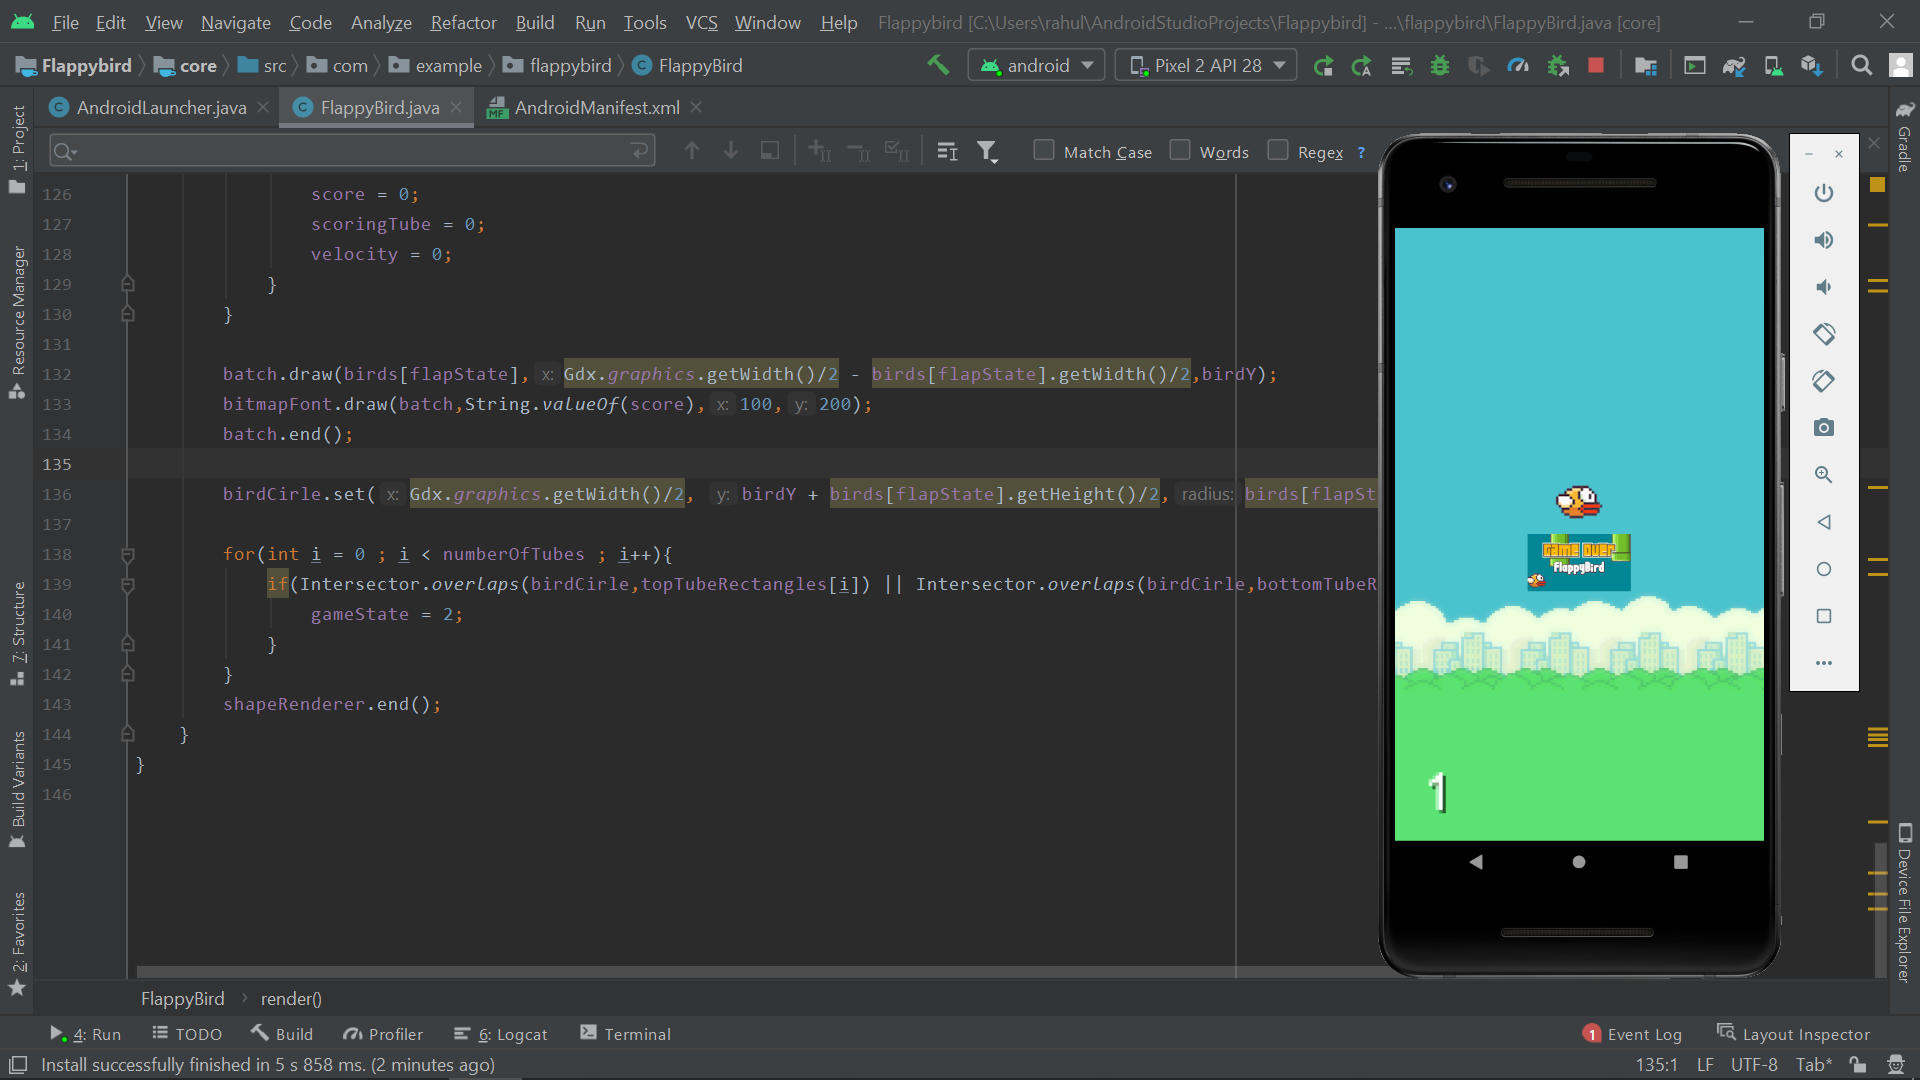 File Edit View Navigate Code Analyze Refactor Build Run Tools VCS Window Help Flappybird [C:\Users\rahul\AndroidStudioProjects\Flappybird] - ...\flappybird\FlappyBird.java [core]
Flappybird core src com example flappybird FlappyBird android Pixel 2 API 28
AndroidLauncher.java FlappyBird.java AndroidManifest.xml
Match Case Words Regex ?
1: Project
Resource Manager
7: Structure
Build Variants
2: Favorites
126 score = 0;
127 scoringTube = 0;
128 velocity = 0;
129 }
130 }
131
132 batch.draw(birds[flapState], x: Gdx.graphics.getWidth()/2 - birds[flapState].getWidth()/2,birdY);
133 bitmapFont.draw(batch,String.valueOf(score), x: 100, y: 200);
134 batch.end();
135
136 birdCirle.set( x: Gdx.graphics.getWidth()/2, y: birdY + birds[flapState].getHeight()/2, radius: birds[flapSt
137
138 for(int i = 0 ; i < numberOfTubes ; i++){
139 if(Intersector.overlaps(birdCirle,topTubeRectangles[i]) || Intersector.overlaps(birdCirle,bottomTubeR
140 gameState = 2;
141 }
142 }
143 shapeRenderer.end();
144 }
145 }
146
GAME OVER
FlappyBird
1
Gradle
Device File Explorer
FlappyBird render()
4: Run TODO Build Profiler 6: Logcat Terminal 1 Event Log Layout Inspector
Install successfully finished in 5 s 858 ms. (2 minutes ago) 135:1 LF UTF-8 Tab*